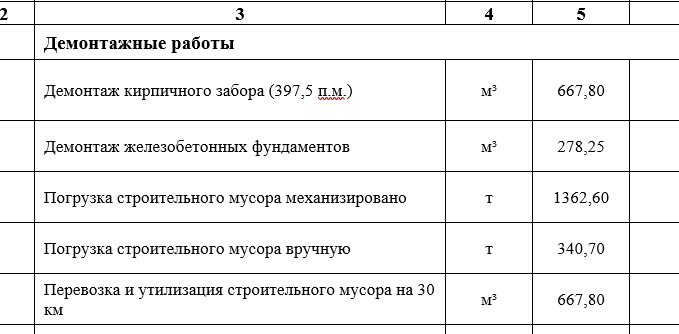 2 3 4 5
Демонтажные работы
Демонтаж кирпичного забора (397,5 п.м.) м³ 667,80
Демонтаж железобетонных фундаментов м³ 278,25
Погрузка строительного мусора механизировано т 1362,60
Погрузка строительного мусора вручную т 340,70
Перевозка и утилизация строительного мусора на 30
км м³ 667,80